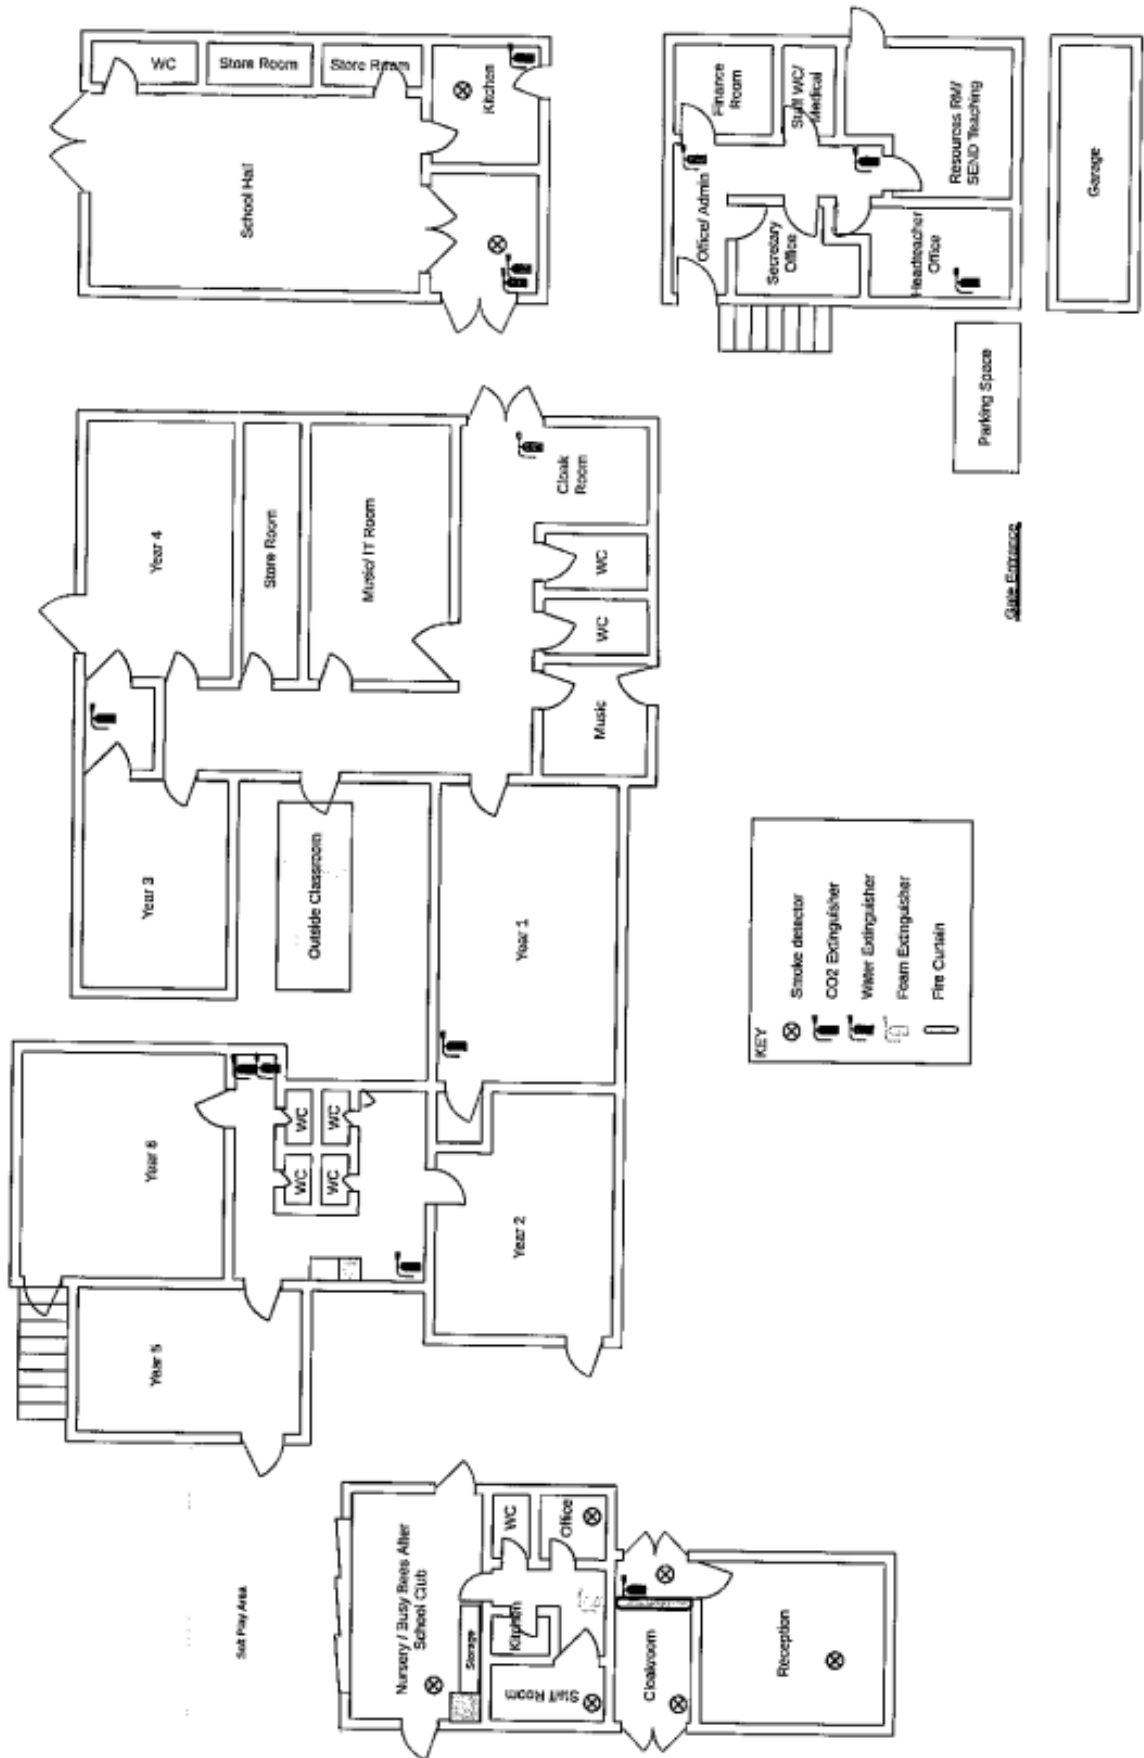 WC
Store Room
Store Room
Kitchen
School Hall
Finance
Room
Staff WC/
Medical
Resources RM/
SEND Teaching
Office/ Admin
Secretary
Office
Headteacher
Office
Garage
Parking Space
Gate Entrance
Year 4
Store Room
Music/ IT Room
Cloak
Room
WC
WC
Music
Year 3
Outside Classroom
Year 1
Year 6
WC
WC
WC
WC
Year 2
Year 5
KEY
Smoke detector
CO2 Extinguisher
Water Extinguisher
Foam Extinguisher
Fire Curtain
Soft Play Area
Nursery / Busy Bees After
School Club
WC
Office
Storage
Kitchen
Staff Room
Cloakroom
Reception